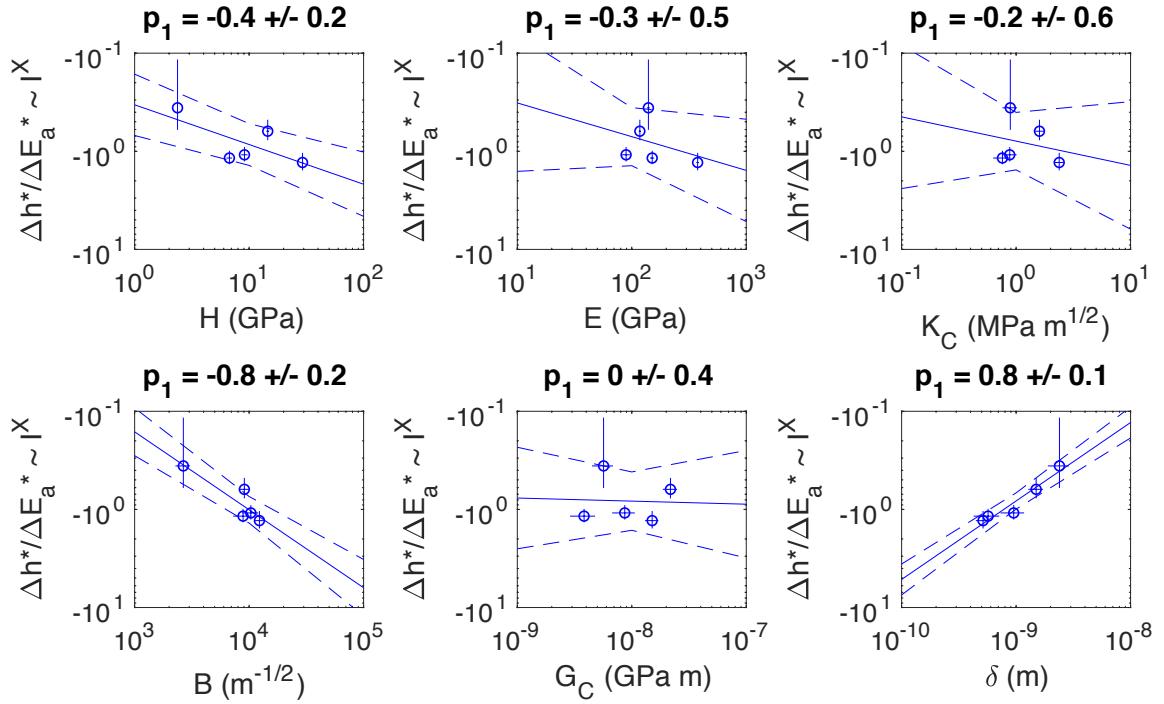 p₁ = -0.4 +/- 0.2
-10⁻¹
-10⁰
-10¹
Δh*/ΔEₐ* ~ Iˣ
10⁰ 10¹ 10²
H (GPa)
p₁ = -0.3 +/- 0.5
-10⁻¹
-10⁰
-10¹
Δh*/ΔEₐ* ~ Iˣ
10¹ 10² 10³
E (GPa)
p₁ = -0.2 +/- 0.6
-10⁻¹
-10⁰
-10¹
Δh*/ΔEₐ* ~ Iˣ
10⁻¹ 10⁰ 10¹
K_C (MPa m^{1/2})
p₁ = -0.8 +/- 0.2
-10⁻¹
-10⁰
-10¹
Δh*/ΔEₐ* ~ Iˣ
10³ 10⁴ 10⁵
B (m^{-1/2})
p₁ = 0 +/- 0.4
-10⁻¹
-10⁰
-10¹
Δh*/ΔEₐ* ~ Iˣ
10⁻⁹ 10⁻⁸ 10⁻⁷
G_C (GPa m)
p₁ = 0.8 +/- 0.1
-10⁻¹
-10⁰
-10¹
Δh*/ΔEₐ* ~ Iˣ
10⁻¹⁰ 10⁻⁹ 10⁻⁸
δ (m)